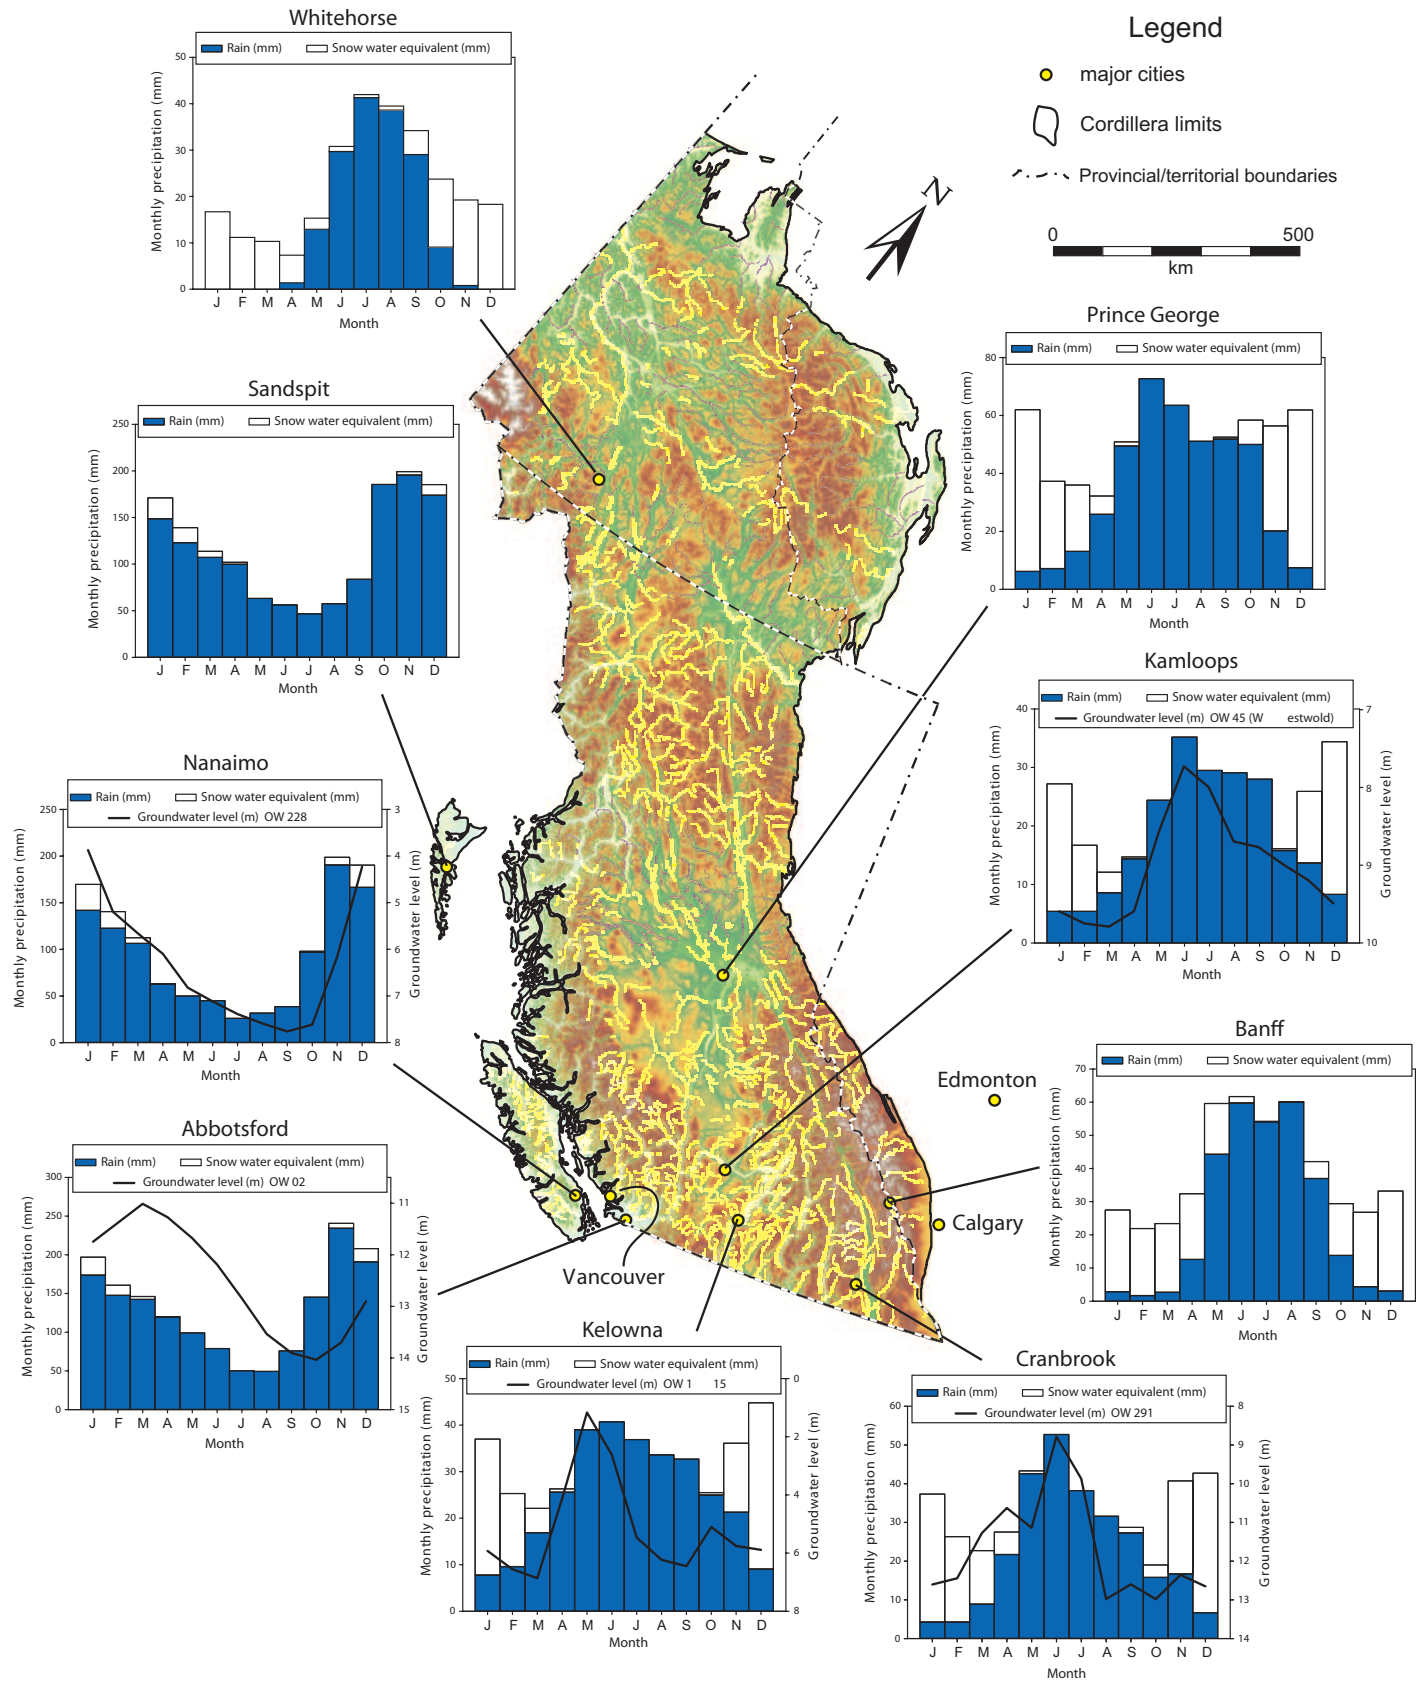 Legend
major cities
Cordillera limits
Provincial/territorial boundaries
N
0 500
km
Whitehorse
Rain (mm) Snow water equivalent (mm)
Monthly precipitation (mm)
50
40
30
20
10
0
J F M A M J J A S O N D
Month
Sandspit
Rain (mm) Snow water equivalent (mm)
Monthly precipitation (mm)
250
200
150
100
50
0
J F M A M J J A S O N D
Month
Nanaimo
Rain (mm) Snow water equivalent (mm)
Groundwater level (m) OW 228
Monthly precipitation (mm)
250
200
150
100
50
0
3
4
5
6
7
8
Groundwater level (m)
J F M A M J J A S O N D
Month
Abbotsford
Rain (mm) Snow water equivalent (mm)
Groundwater level (m) OW 02
Monthly precipitation (mm)
300
250
200
150
100
50
0
11
12
13
14
15
Groundwater level (m)
J F M A M J J A S O N D
Month
Prince George
Rain (mm) Snow water equivalent (mm)
Monthly precipitation (mm)
80
60
40
20
0
J F M A M J J A S O N D
Month
Kamloops
Rain (mm) Snow water equivalent (mm)
Groundwater level (m) OW 45 (W estwold)
Monthly precipitation (mm)
40
30
20
10
0
7
8
9
10
Groundwater level (m)
J F M A M J J A S O N D
Month
Banff
Rain (mm) Snow water equivalent (mm)
Monthly precipitation (mm)
70
60
50
40
30
20
10
0
J F M A M J J A S O N D
Month
Edmonton
Calgary
Vancouver
Kelowna
Rain (mm) Snow water equivalent (mm)
Groundwater level (m) OW 1 15
Monthly precipitation (mm)
50
40
30
20
10
0
0
2
4
6
8
Groundwater level (m)
J F M A M J J A S O N D
Month
Cranbrook
Rain (mm) Snow water equivalent (mm)
Groundwater level (m) OW 291
Monthly precipitation (mm)
60
50
40
30
20
10
0
8
9
10
11
12
13
14
Groundwater level (m)
J F M A M J J A S O N D
Month